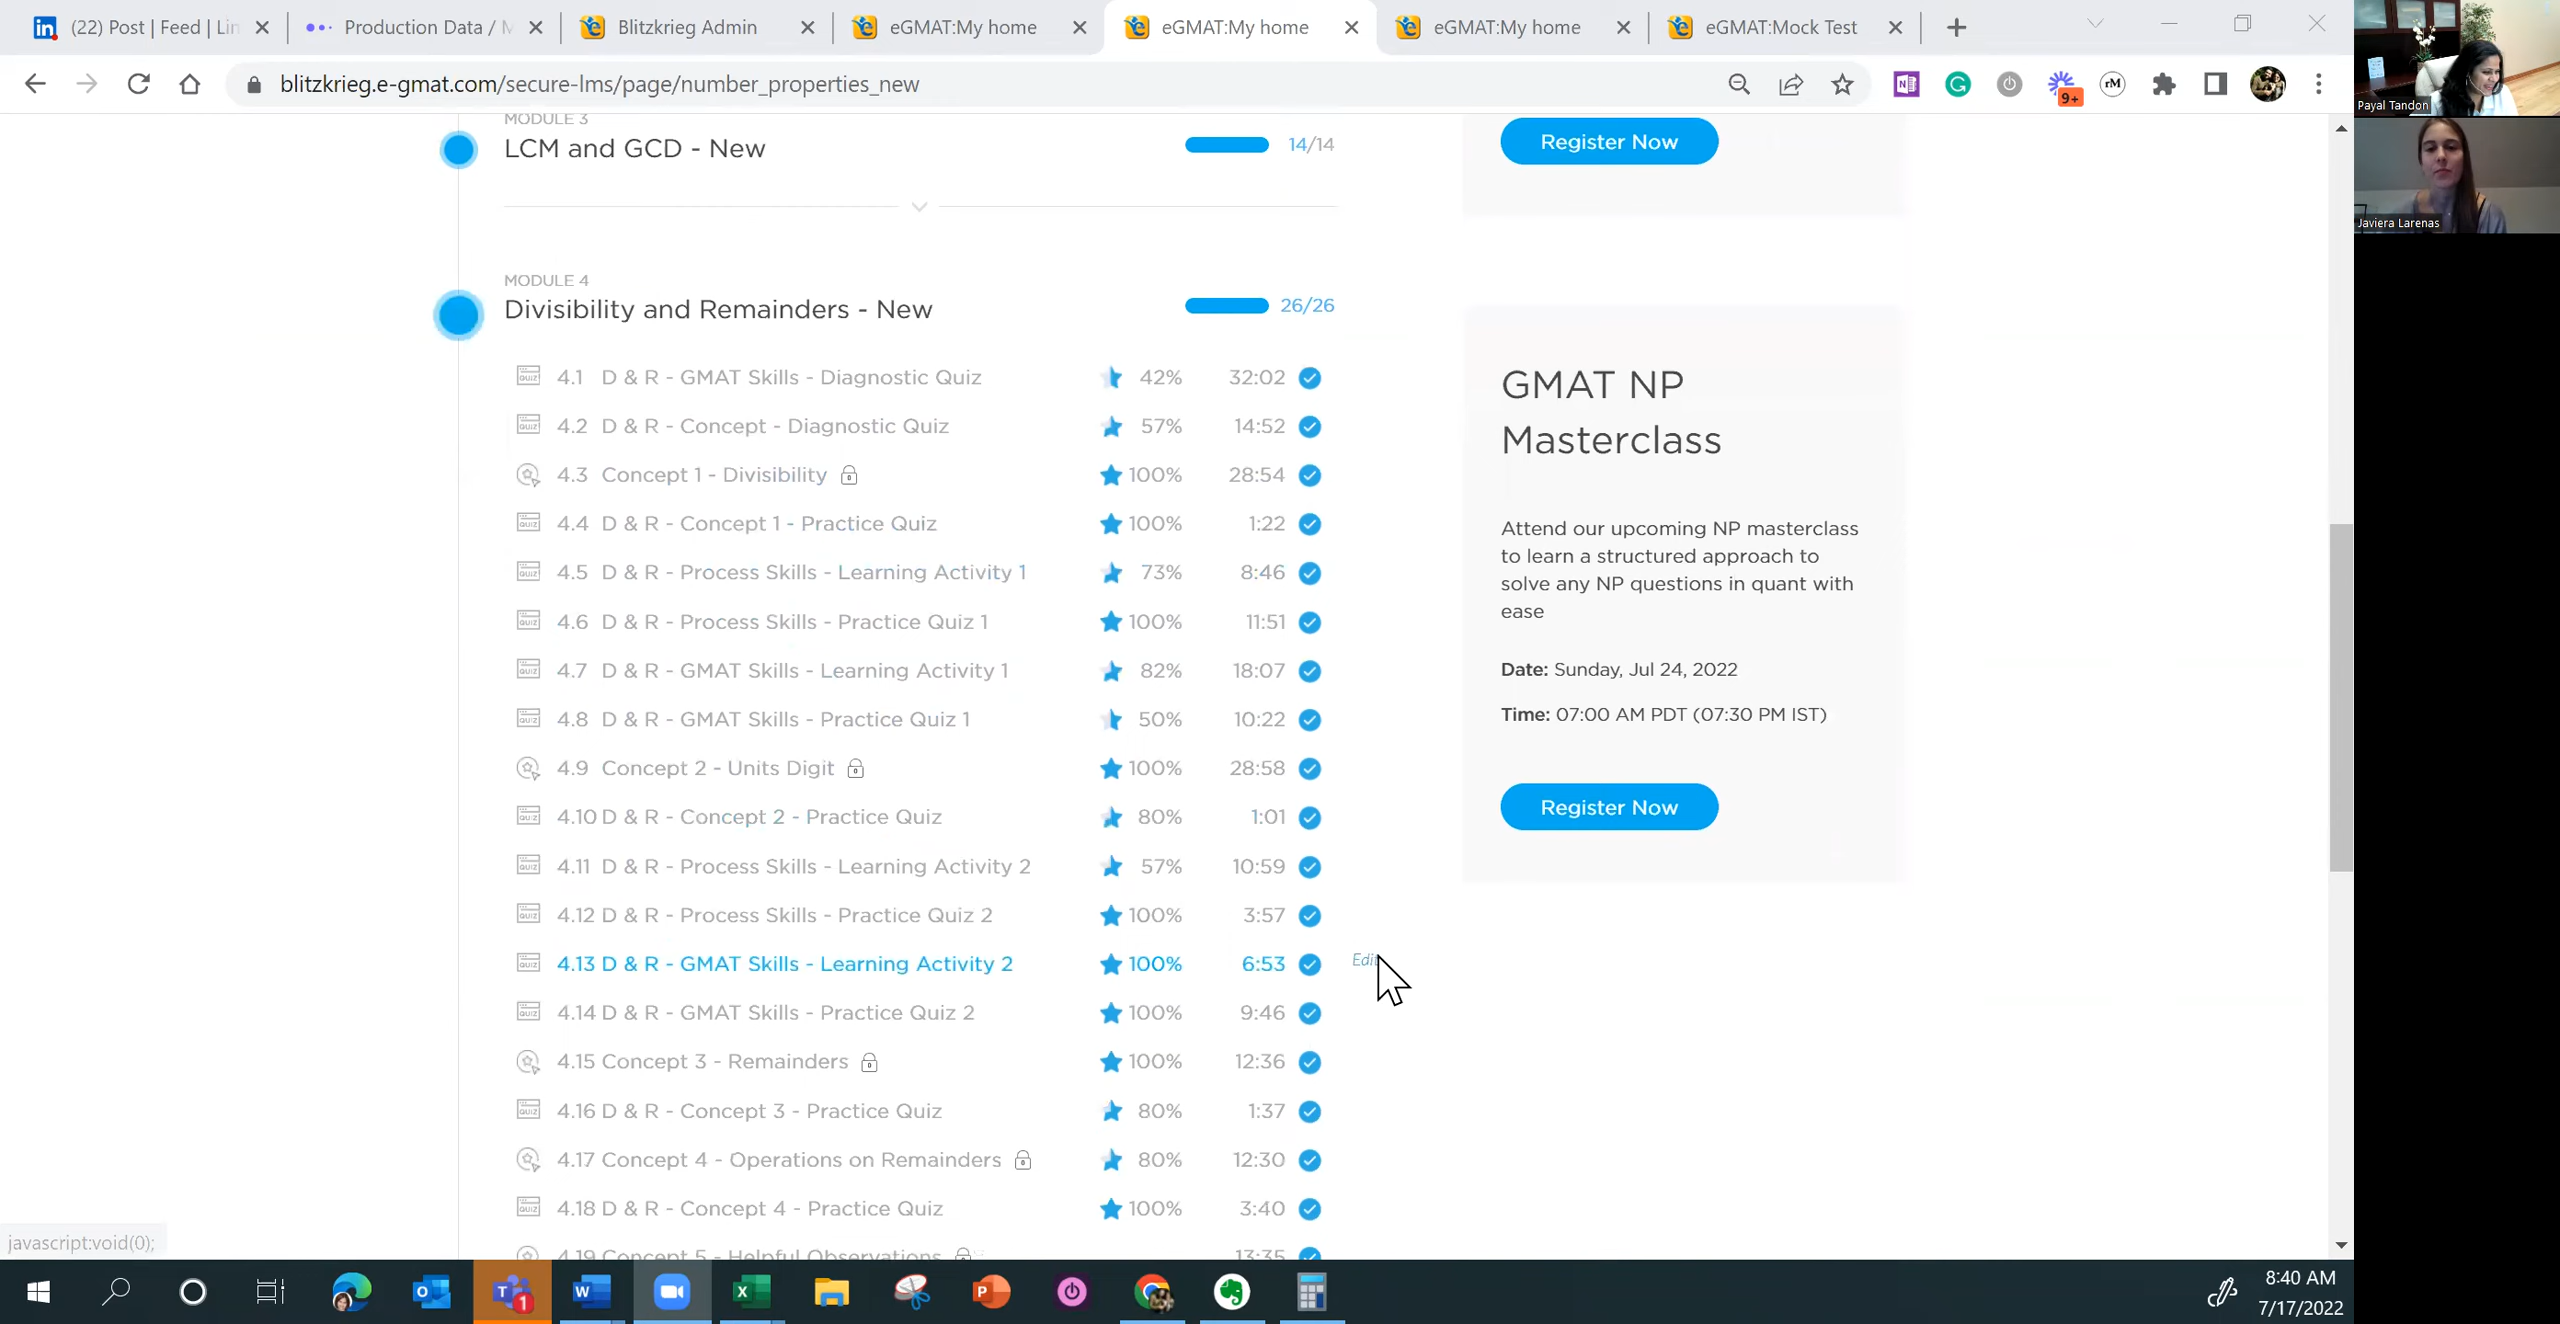 (22) Post | Feed | Lin
Production Data / M
Blitzkrieg Admin
eGMAT:My home
eGMAT:My home
eGMAT:My home
eGMAT:Mock Test
blitzkrieg.e-gmat.com/secure-lms/page/number_properties_new
9+
rM
Payal Tandon
Javiera Larenas
MODULE 3
LCM and GCD - New 14/14
Register Now
MODULE 4
Divisibility and Remainders - New 26/26
4.1 D & R - GMAT Skills - Diagnostic Quiz 42% 32:02
4.2 D & R - Concept - Diagnostic Quiz 57% 14:52
4.3 Concept 1 - Divisibility 100% 28:54
4.4 D & R - Concept 1 - Practice Quiz 100% 1:22
4.5 D & R - Process Skills - Learning Activity 1 73% 8:46
4.6 D & R - Process Skills - Practice Quiz 1 100% 11:51
4.7 D & R - GMAT Skills - Learning Activity 1 82% 18:07
4.8 D & R - GMAT Skills - Practice Quiz 1 50% 10:22
4.9 Concept 2 - Units Digit 100% 28:58
4.10 D & R - Concept 2 - Practice Quiz 80% 1:01
4.11 D & R - Process Skills - Learning Activity 2 57% 10:59
4.12 D & R - Process Skills - Practice Quiz 2 100% 3:57
4.13 D & R - GMAT Skills - Learning Activity 2 100% 6:53 Edit
4.14 D & R - GMAT Skills - Practice Quiz 2 100% 9:46
4.15 Concept 3 - Remainders 100% 12:36
4.16 D & R - Concept 3 - Practice Quiz 80% 1:37
4.17 Concept 4 - Operations on Remainders 80% 12:30
4.18 D & R - Concept 4 - Practice Quiz 100% 3:40
4.19 Concept 5 - Helpful Observations 13:35
GMAT NP
Masterclass
Attend our upcoming NP masterclass
to learn a structured approach to
solve any NP questions in quant with
ease
Date: Sunday, Jul 24, 2022
Time: 07:00 AM PDT (07:30 PM IST)
Register Now
javascript:void(0);
8:40 AM
7/17/2022